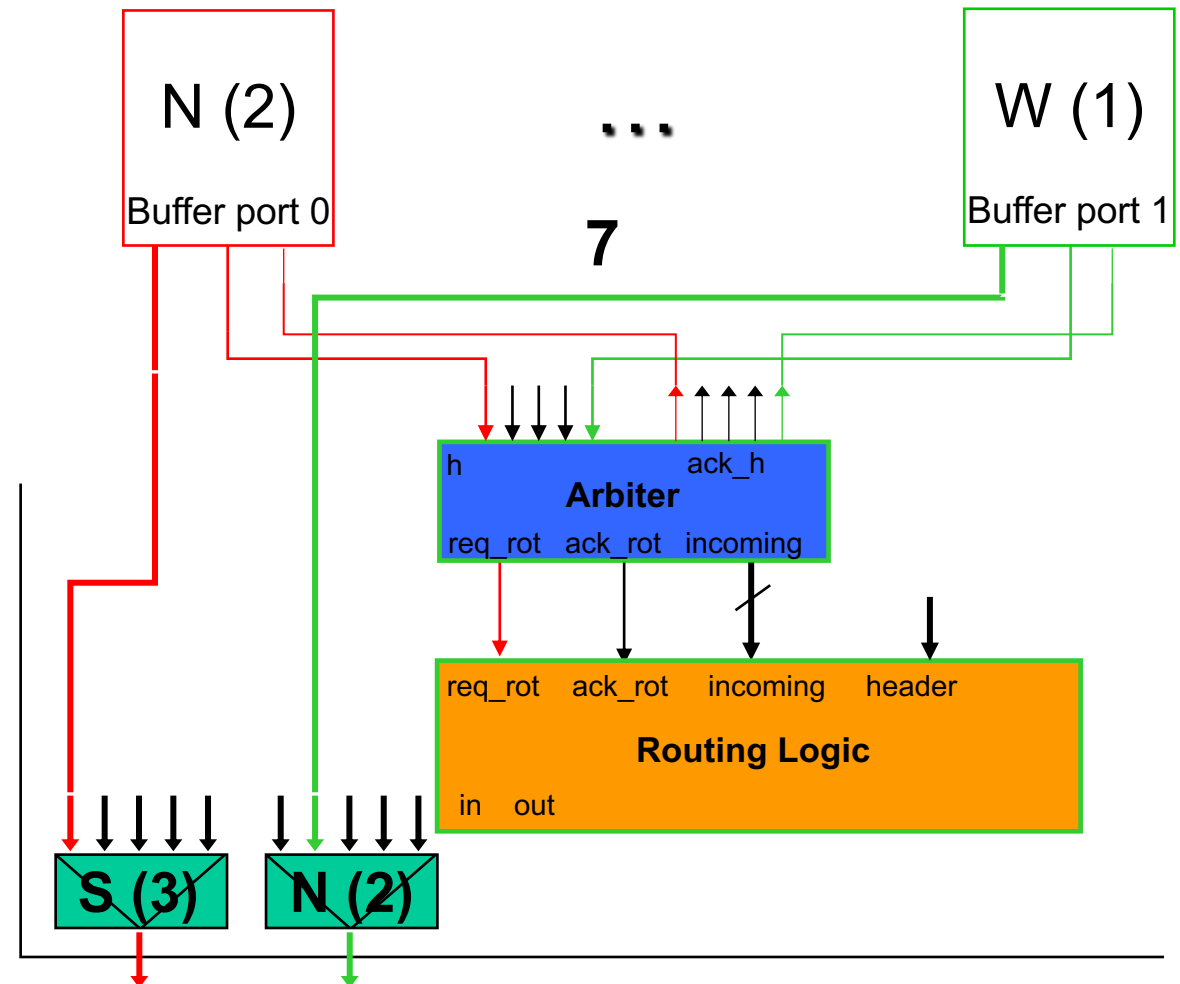 N (2)
...
W (1)
Buffer port 0
Buffer port 1
7
h
ack_h
Arbiter
req_rot ack_rot incoming
req_rot ack_rot incoming header
Routing Logic
in out
S (3)
N (2)